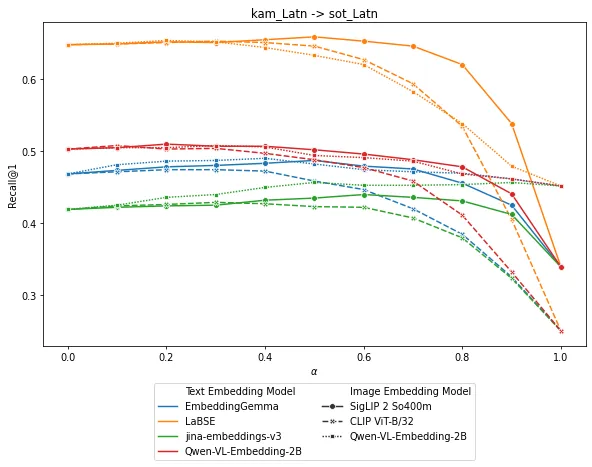 kam_Latn -> sot_Latn
Recall@1
0.6
0.5
0.4
0.3
0.0 0.2 0.4 0.6 0.8 1.0
α
Text Embedding Model Image Embedding Model
EmbeddingGemma SigLIP 2 So400m
LaBSE CLIP ViT-B/32
jina-embeddings-v3 Qwen-VL-Embedding-2B
Qwen-VL-Embedding-2B